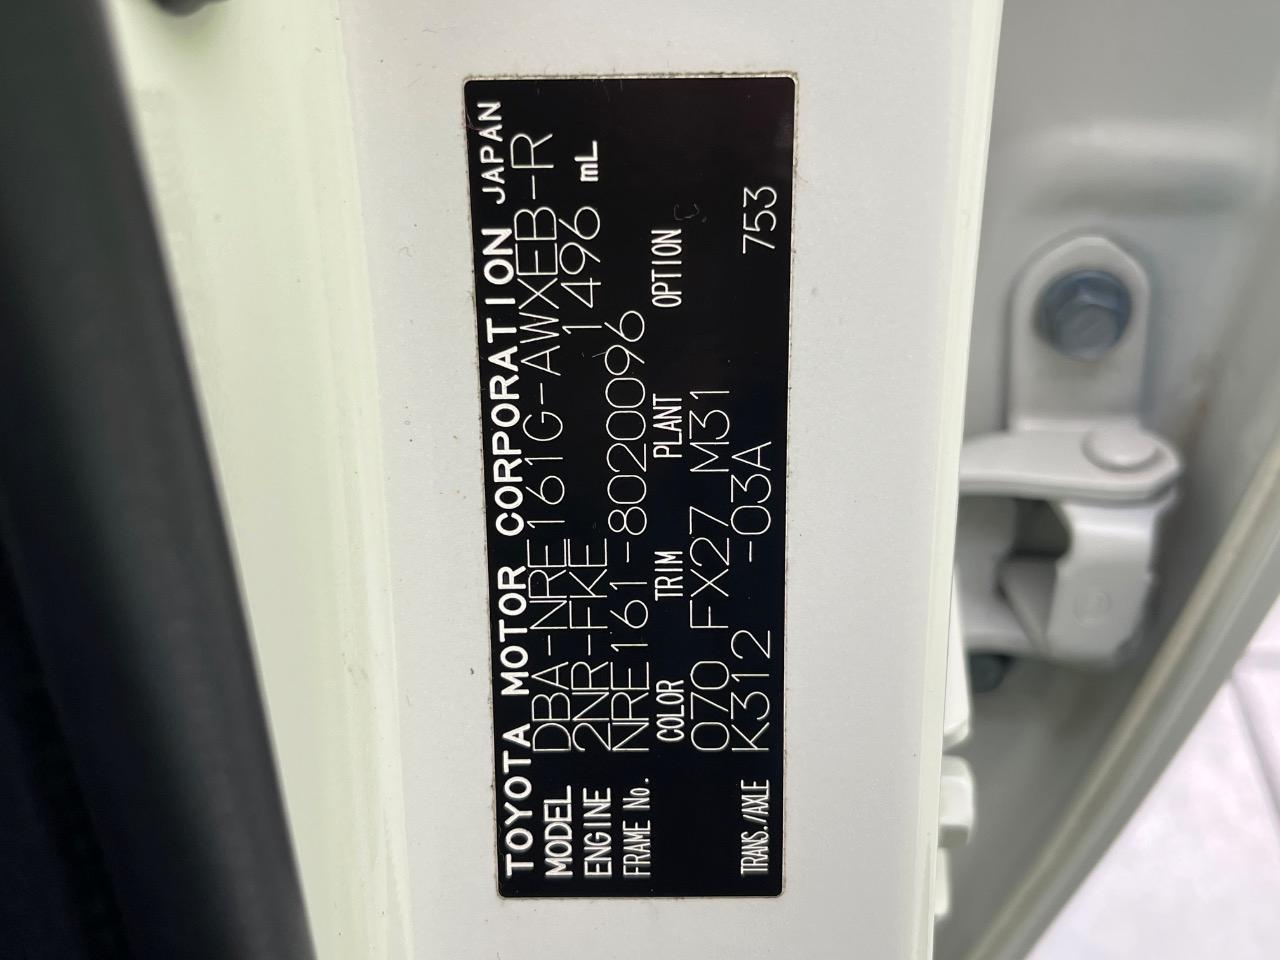 TOYOTA MOTOR CORPORATION JAPAN
MODEL DBA-NRE161G-AWXEB-R
ENGINE 2NR-FKE 1496 mL
FRAME No. NRE161-8020096
COLOR TRIM PLANT OPTION
070 FX27 M31
TRANS./AXLE K312 -03A 753